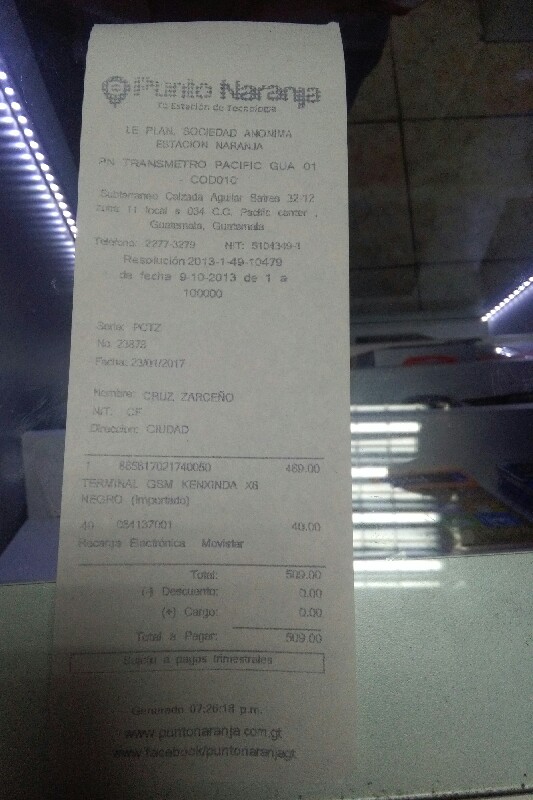 Punto Naranja
Tu Estación de Tecnología
LE PLAN, SOCIEDAD ANONIMA
ESTACION NARANJA
PN TRANSMETRO PACIFIC GUA 01
- COD01C
Subterraneo Calzada Aguilar Batres 32-12
zona 11 local s 034 C.C. Pacific center ,
Guatemala, Guatemala
Telefono: 2277-3279 NIT: 5104349-1
Resolución 2013-1-49-10479
de fecha 9-10-2013 de 1 a
100000
Serie: PCTZ
No. 23878
Fecha: 23/01/2017
Nombre: CRUZ ZARCEÑO
NIT. CF
Direccion: CIUDAD
1 469.00
TERMINAL GSM KENXINDA X8
NEGRO (Importado)
40 40.00
Recarga Electrónica Movistar
Total: 509.00
(-) Descuento: 0.00
(+) Cargo: 0.00
Total a Pagar: 509.00
Sujeto a pagos trimestrales
Generado 07:26:18 p.m.
www.puntonaranja.com.gt
www.facebook/puntonaranjagt